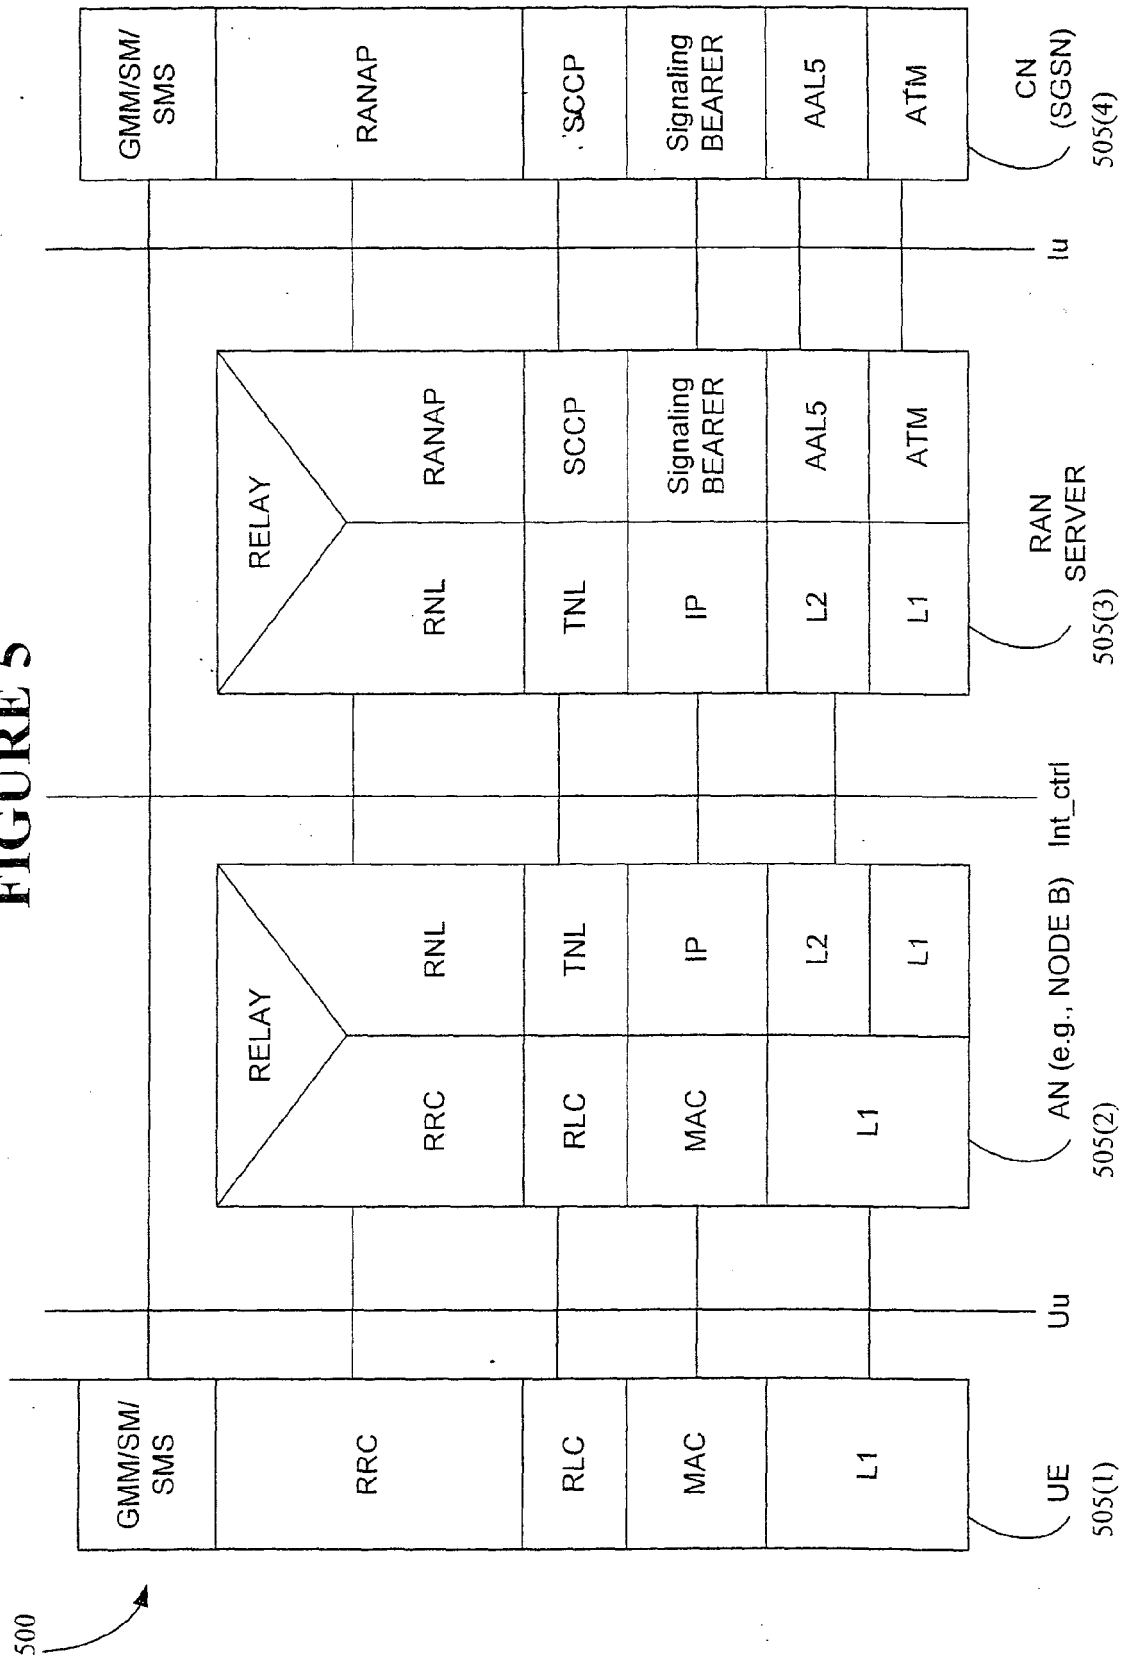 FIGURE 5
500
GMM/SM/
SMS
RRC
RLC
MAC
L1
UE
505(1)
Uu
RELAY
RRC
RNL
RLC
TNL
MAC
IP
L1
L2
L1
AN (e.g., NODE B)
505(2)
Int_ctrl
RELAY
RNL
RANAP
TNL
SCCP
IP
Signaling
BEARER
L2
AAL5
L1
ATM
RAN
SERVER
505(3)
Iu
GMM/SM/
SMS
RANAP
SCCP
Signaling
BEARER
AAL5
ATM
CN
(SGSN)
505(4)